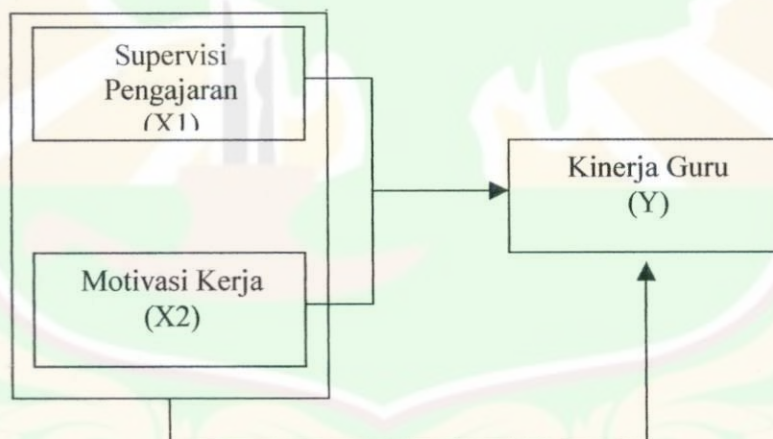 Supervisi
Pengajaran
(X1)
Kinerja Guru
(Y)
Motivasi Kerja
(X2)